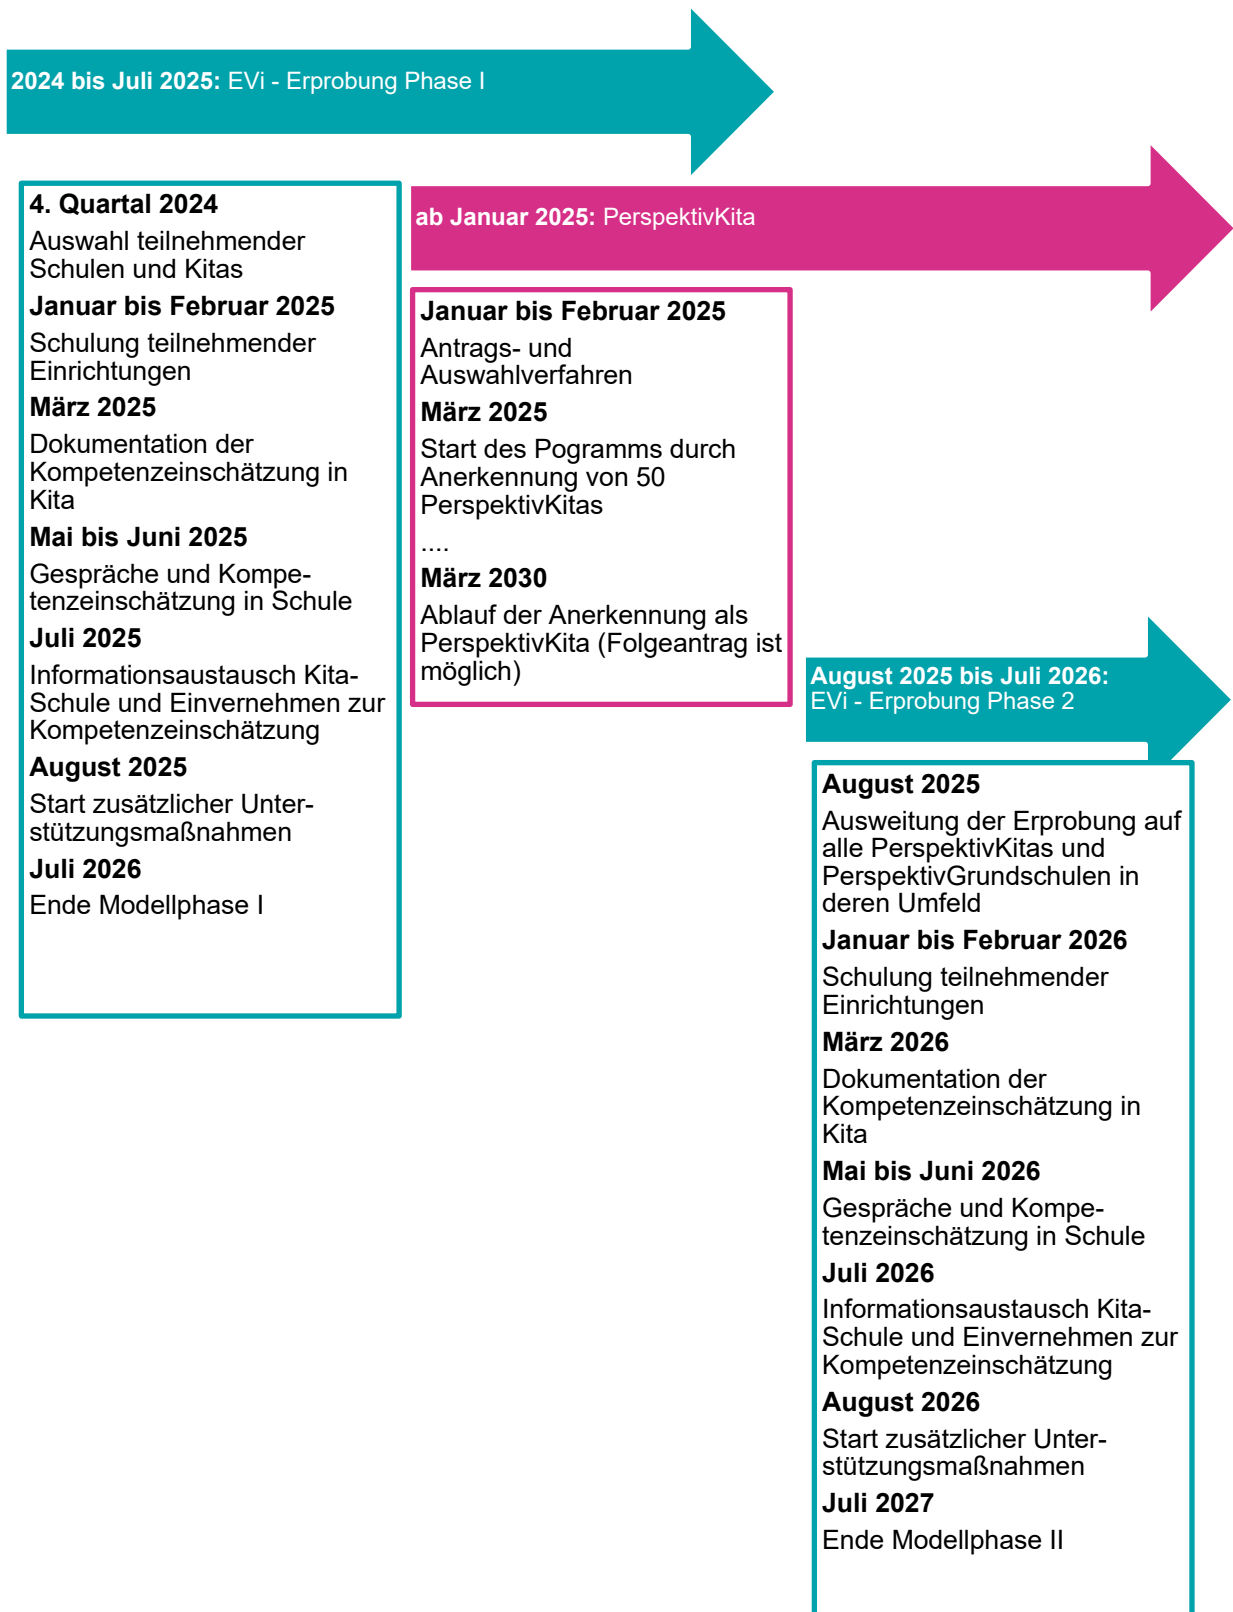 2024 bis Juli 2025: EVi - Erprobung Phase I
4. Quartal 2024
Auswahl teilnehmender
Schulen und Kitas
Januar bis Februar 2025
Schulung teilnehmender
Einrichtungen
März 2025
Dokumentation der
Kompetenzeinschätzung in
Kita
Mai bis Juni 2025
Gespräche und Kompe-
tenzeinschätzung in Schule
Juli 2025
Informationsaustausch Kita-
Schule und Einvernehmen zur
Kompetenzeinschätzung
August 2025
Start zusätzlicher Unter-
stützungsmaßnahmen
Juli 2026
Ende Modellphase I
ab Januar 2025: PerspektivKita
Januar bis Februar 2025
Antrags- und
Auswahlverfahren
März 2025
Start des Pogramms durch
Anerkennung von 50
PerspektivKitas
....
März 2030
Ablauf der Anerkennung als
PerspektivKita (Folgeantrag ist
möglich)
August 2025 bis Juli 2026:
EVi - Erprobung Phase 2
August 2025
Ausweitung der Erprobung auf
alle PerspektivKitas und
PerspektivGrundschulen in
deren Umfeld
Januar bis Februar 2026
Schulung teilnehmender
Einrichtungen
März 2026
Dokumentation der
Kompetenzeinschätzung in
Kita
Mai bis Juni 2026
Gespräche und Kompe-
tenzeinschätzung in Schule
Juli 2026
Informationsaustausch Kita-
Schule und Einvernehmen zur
Kompetenzeinschätzung
August 2026
Start zusätzlicher Unter-
stützungsmaßnahmen
Juli 2027
Ende Modellphase II